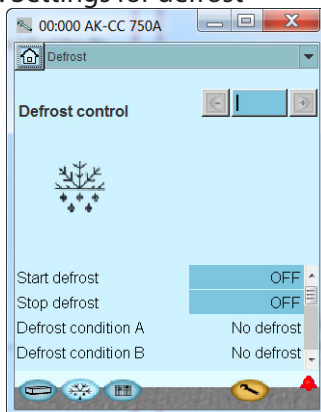 Settings for defrost
00:000 AK-CC 750A
Defrost
Defrost control
Start defrost OFF
Stop defrost OFF
Defrost condition A No defrost
Defrost condition B No defrost